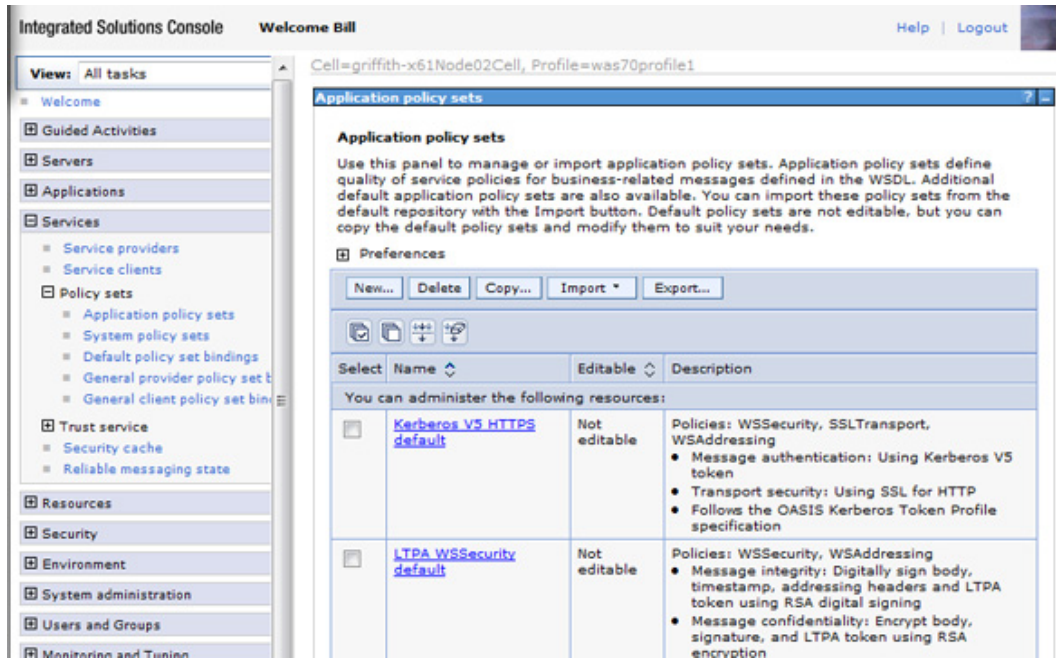 Integrated Solutions Console Welcome Bill Help | Logout
View: All tasks
Welcome
Guided Activities
Servers
Applications
Services
Service providers
Service clients
Policy sets
Application policy sets
System policy sets
Default policy set bindings
General provider policy set b
General client policy set bin
Trust service
Security cache
Reliable messaging state
Resources
Security
Environment
System administration
Users and Groups
Monitoring and Tuning
Cell=griffith-x61Node02Cell, Profile=was70profile1
Application policy sets ? -
Application policy sets
Use this panel to manage or import application policy sets. Application policy sets define
quality of service policies for business-related messages defined in the WSDL. Additional
default application policy sets are also available. You can import these policy sets from the
default repository with the Import button. Default policy sets are not editable, but you can
copy the default policy sets and modify them to suit your needs.
Preferences
New... Delete Copy... Import Export...
Select Name Editable Description
You can administer the following resources:
Kerberos V5 HTTPS
default
Not
editable
Policies: WSSecurity, SSLTransport,
WSAddressing
• Message authentication: Using Kerberos V5
token
• Transport security: Using SSL for HTTP
• Follows the OASIS Kerberos Token Profile
specification
LTPA WSSecurity
default
Not
editable
Policies: WSSecurity, WSAddressing
• Message integrity: Digitally sign body,
timestamp, addressing headers and LTPA
token using RSA digital signing
• Message confidentiality: Encrypt body,
signature, and LTPA token using RSA
encryption